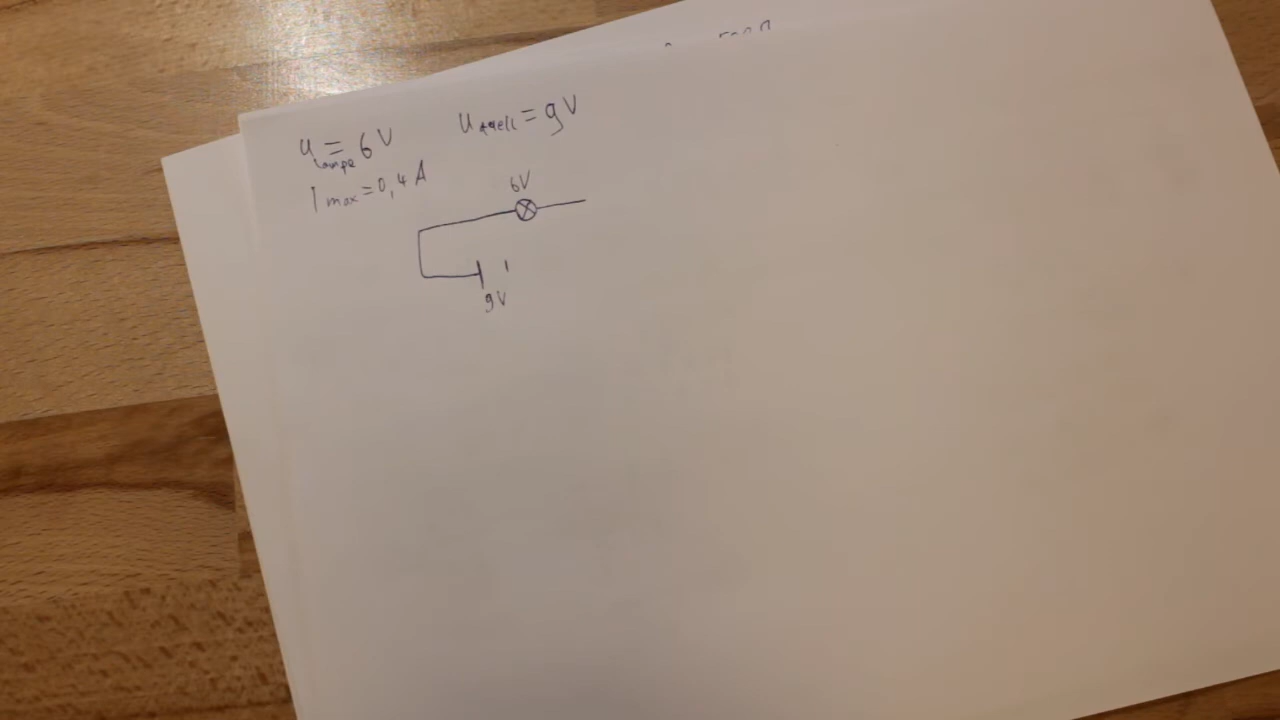 U Lampe = 6 V
U Quell = 9 V
I max = 0,4 A
6V
9V